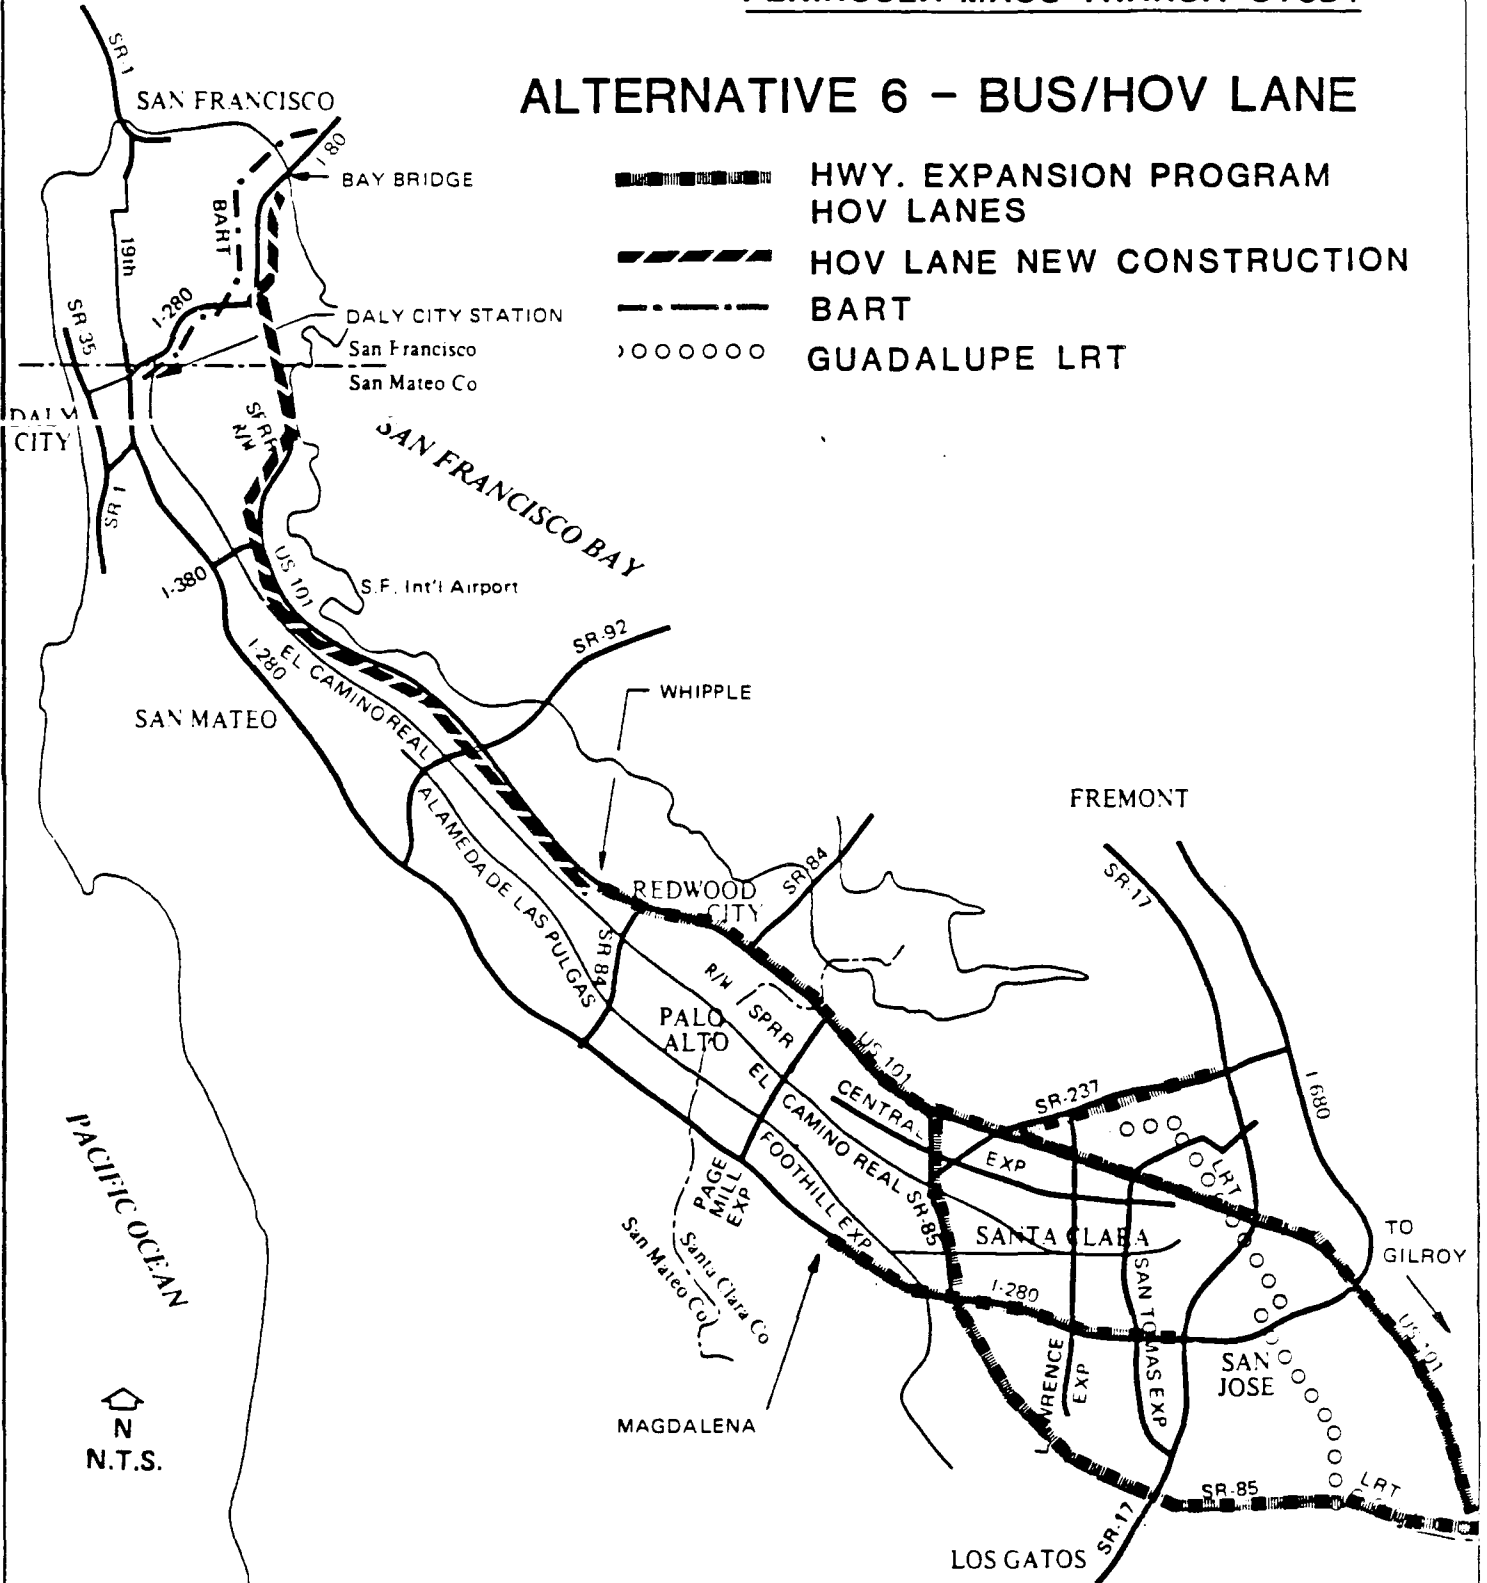 ALTERNATIVE 6 - BUS/HOV LANE
HWY. EXPANSION PROGRAM
HOV LANES
HOV LANE NEW CONSTRUCTION
BART
GUADALUPE LRT
SR-1
SAN FRANCISCO
I-80
BAY BRIDGE
BART
19th
I-280
SR 35
DALY CITY STATION
San Francisco
San Mateo Co
DALY
CITY
SPRR
R/W
SR 1
SAN FRANCISCO BAY
I-380
US 101
S.F. Int'l Airport
I-280
EL CAMINO REAL
SR-92
SAN MATEO
WHIPPLE
ALAMEDA DE LAS PULGAS
FREMONT
SR-84
REDWOOD
CITY
SR-17
SR 84
R/W
SPRR
PALO
ALTO
US 101
EL CAMINO REAL
CENTRAL
EXP
SR-237
I 680
PACIFIC OCEAN
PAGE
MILL
EXP
FOOTHILL EXP
SR-85
LRT
SANTA CLARA
San Mateo Co
Santa Clara Co
TO
GILROY
I-280
SAN TOMAS EXP
US 101
LAWRENCE
EXP
SAN
JOSE
MAGDALENA
N
N.T.S.
SR-85
LRT
SR-17
LOS GATOS